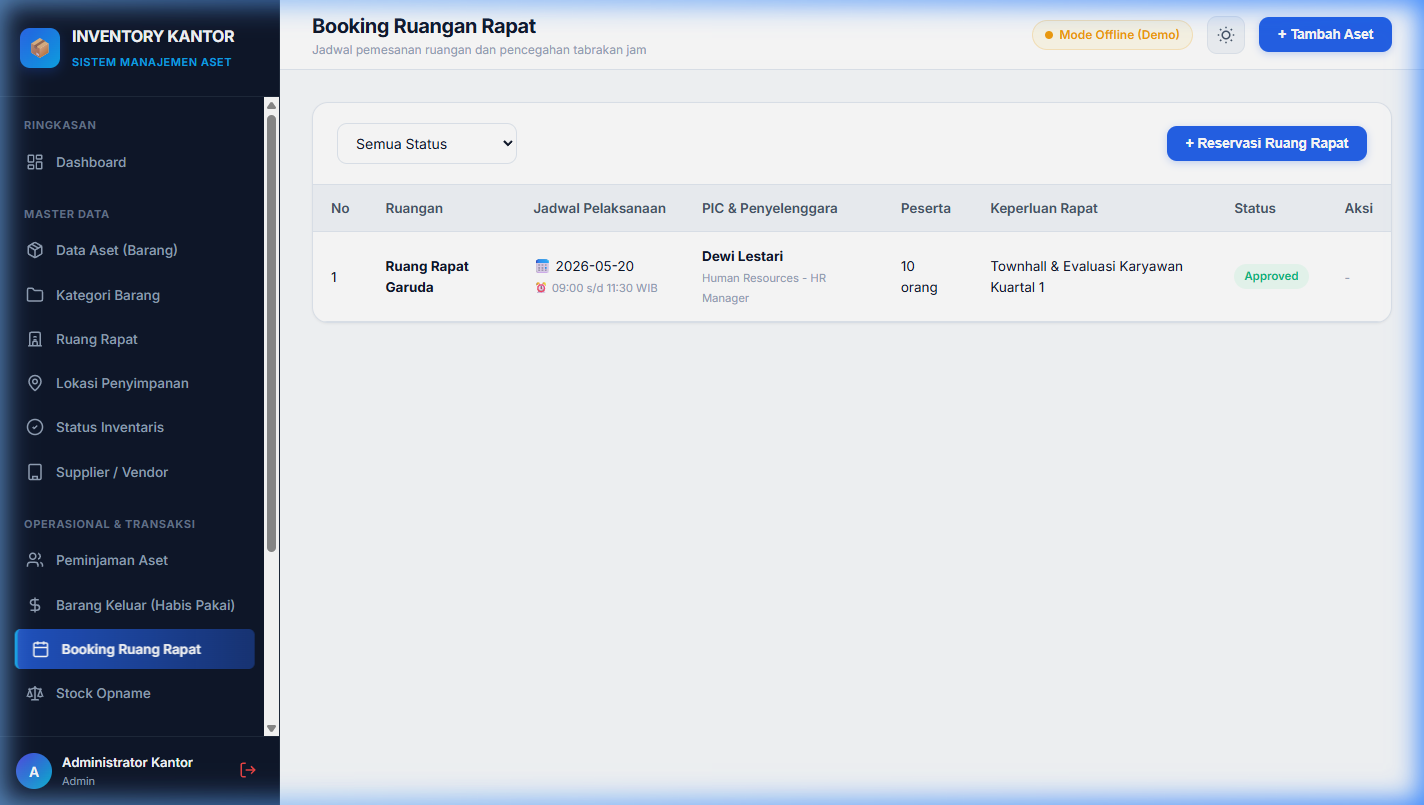 INVENTORY KANTOR
SISTEM MANAJEMEN ASET
RINGKASAN
Dashboard
MASTER DATA
Data Aset (Barang)
Kategori Barang
Ruang Rapat
Lokasi Penyimpanan
Status Inventaris
Supplier / Vendor
OPERASIONAL & TRANSAKSI
Peminjaman Aset
Barang Keluar (Habis Pakai)
Booking Ruang Rapat
Stock Opname
A
Administrator Kantor
Admin
Booking Ruangan Rapat
Jadwal pemesanan ruangan dan pencegahan tabrakan jam
Mode Offline (Demo)
+ Tambah Aset
Semua Status
+ Reservasi Ruang Rapat
No Ruangan Jadwal Pelaksanaan PIC & Penyelenggara Peserta Keperluan Rapat Status Aksi
1
Ruang Rapat
Garuda
2026-05-20
09:00 s/d 11:30 WIB
Dewi Lestari
Human Resources - HR
Manager
10
orang
Townhall & Evaluasi Karyawan
Kuartal 1
Approved
-